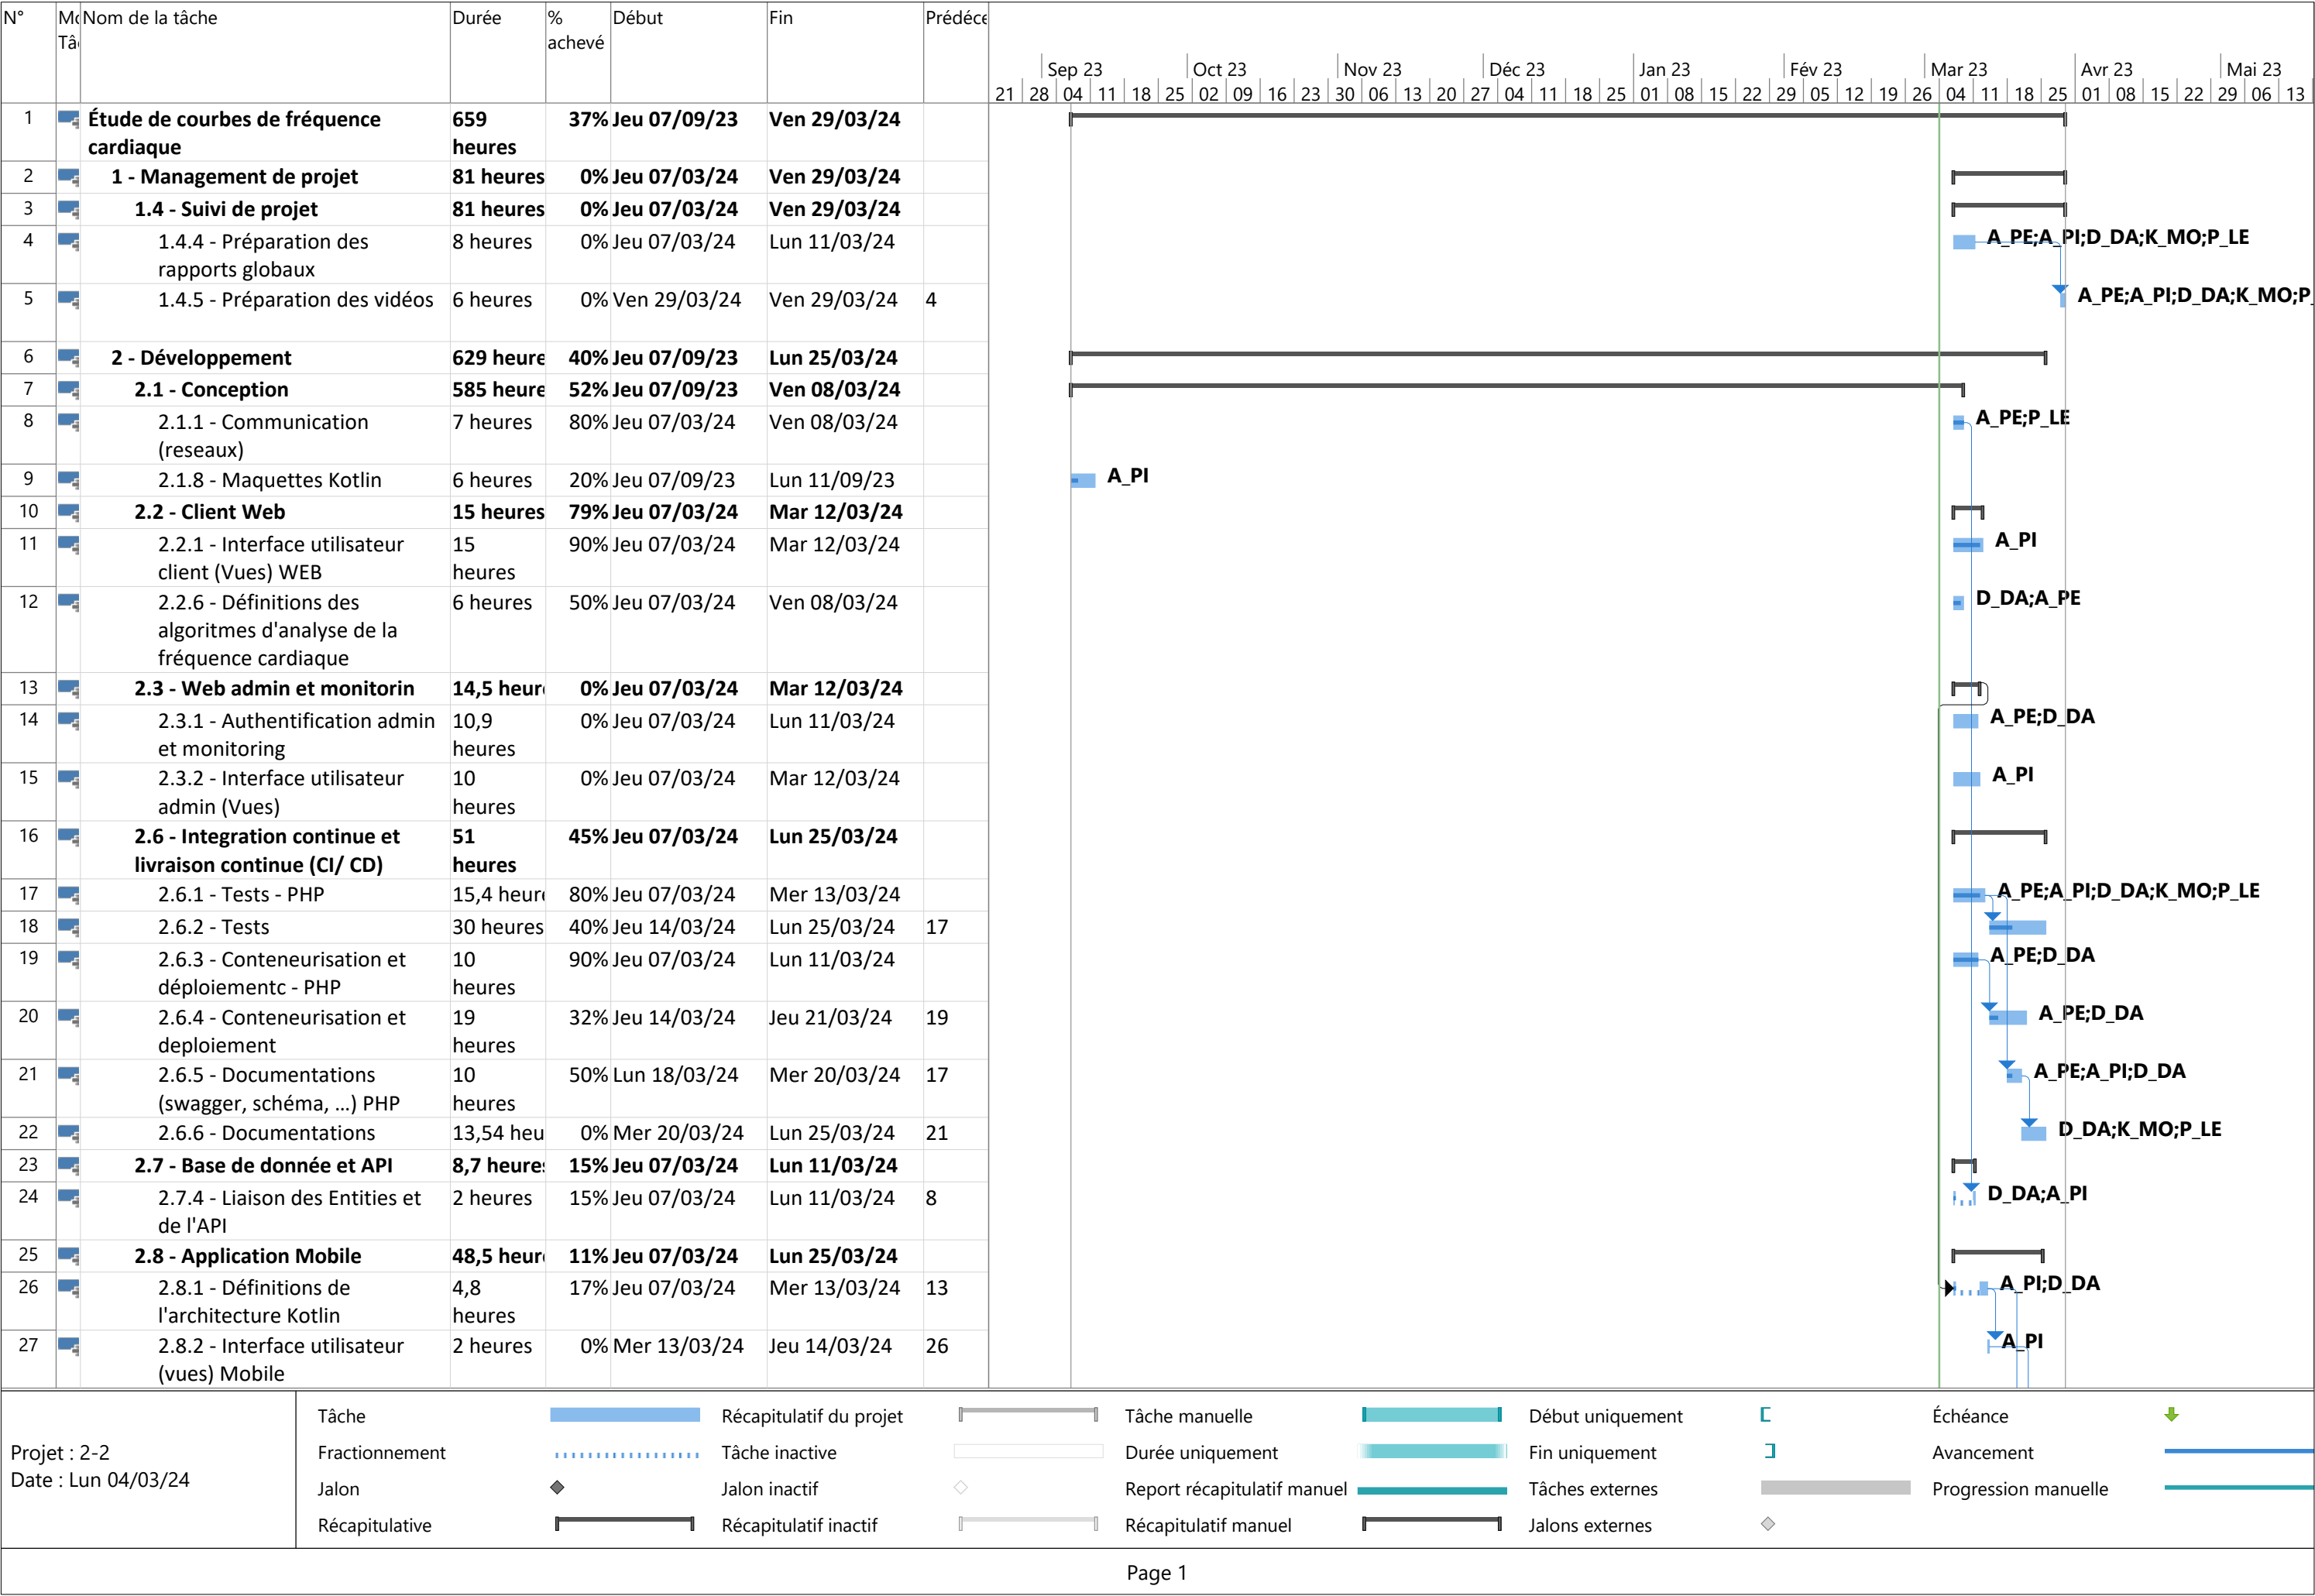 N° Mo Nom de la tâche Durée % Début Fin Prédéce
Tâ achevé
Sep 23 Oct 23 Nov 23 Déc 23 Jan 23 Fév 23 Mar 23 Avr 23 Mai 23
21 28 04 11 18 25 02 09 16 23 30 06 13 20 27 04 11 18 25 01 08 15 22 29 05 12 19 26 04 11 18 25 01 08 15 22 29 06 13
1 Étude de courbes de fréquence 659 37% Jeu 07/09/23 Ven 29/03/24
cardiaque heures
2 1 - Management de projet 81 heures 0% Jeu 07/03/24 Ven 29/03/24
3 1.4 - Suivi de projet 81 heures 0% Jeu 07/03/24 Ven 29/03/24
4 1.4.4 - Préparation des 8 heures 0% Jeu 07/03/24 Lun 11/03/24 A_PE;A_PI;D_DA;K_MO;P_LE
rapports globaux
5 1.4.5 - Préparation des vidéos 6 heures 0% Ven 29/03/24 Ven 29/03/24 4 A_PE;A_PI;D_DA;K_MO;P_
6 2 - Développement 629 heure 40% Jeu 07/09/23 Lun 25/03/24
7 2.1 - Conception 585 heure 52% Jeu 07/09/23 Ven 08/03/24
8 2.1.1 - Communication 7 heures 80% Jeu 07/03/24 Ven 08/03/24 A_PE;P_LE
(reseaux)
9 2.1.8 - Maquettes Kotlin 6 heures 20% Jeu 07/09/23 Lun 11/09/23 A_PI
10 2.2 - Client Web 15 heures 79% Jeu 07/03/24 Mar 12/03/24
11 2.2.1 - Interface utilisateur 15 90% Jeu 07/03/24 Mar 12/03/24 A_PI
client (Vues) WEB heures
12 2.2.6 - Définitions des 6 heures 50% Jeu 07/03/24 Ven 08/03/24 D_DA;A_PE
algoritmes d'analyse de la
fréquence cardiaque
13 2.3 - Web admin et monitorin 14,5 heur 0% Jeu 07/03/24 Mar 12/03/24
14 2.3.1 - Authentification admin 10,9 0% Jeu 07/03/24 Lun 11/03/24 A_PE;D_DA
et monitoring heures
15 2.3.2 - Interface utilisateur 10 0% Jeu 07/03/24 Mar 12/03/24 A_PI
admin (Vues) heures
16 2.6 - Integration continue et 51 45% Jeu 07/03/24 Lun 25/03/24
livraison continue (CI/ CD) heures
17 2.6.1 - Tests - PHP 15,4 heur 80% Jeu 07/03/24 Mer 13/03/24 A_PE;A_PI;D_DA;K_MO;P_LE
18 2.6.2 - Tests 30 heures 40% Jeu 14/03/24 Lun 25/03/24 17
19 2.6.3 - Conteneurisation et 10 90% Jeu 07/03/24 Lun 11/03/24 A_PE;D_DA
déploiementc - PHP heures
20 2.6.4 - Conteneurisation et 19 32% Jeu 14/03/24 Jeu 21/03/24 19 A_PE;D_DA
deploiement heures
21 2.6.5 - Documentations 10 50% Lun 18/03/24 Mer 20/03/24 17 A_PE;A_PI;D_DA
(swagger, schéma, ...) PHP heures
22 2.6.6 - Documentations 13,54 heu 0% Mer 20/03/24 Lun 25/03/24 21 D_DA;K_MO;P_LE
23 2.7 - Base de donnée et API 8,7 heures 15% Jeu 07/03/24 Lun 11/03/24
24 2.7.4 - Liaison des Entities et 2 heures 15% Jeu 07/03/24 Lun 11/03/24 8 D_DA;A_PI
de l'API
25 2.8 - Application Mobile 48,5 heur 11% Jeu 07/03/24 Lun 25/03/24
26 2.8.1 - Définitions de 4,8 17% Jeu 07/03/24 Mer 13/03/24 13 A_PI;D_DA
l'architecture Kotlin heures
27 2.8.2 - Interface utilisateur 2 heures 0% Mer 13/03/24 Jeu 14/03/24 26 A_PI
(vues) Mobile
Projet : 2-2
Date : Lun 04/03/24
Tâche Récapitulatif du projet Tâche manuelle Début uniquement Échéance
Fractionnement Tâche inactive Durée uniquement Fin uniquement Avancement
Jalon Jalon inactif Report récapitulatif manuel Tâches externes Progression manuelle
Récapitulative Récapitulatif inactif Récapitulatif manuel Jalons externes
Page 1